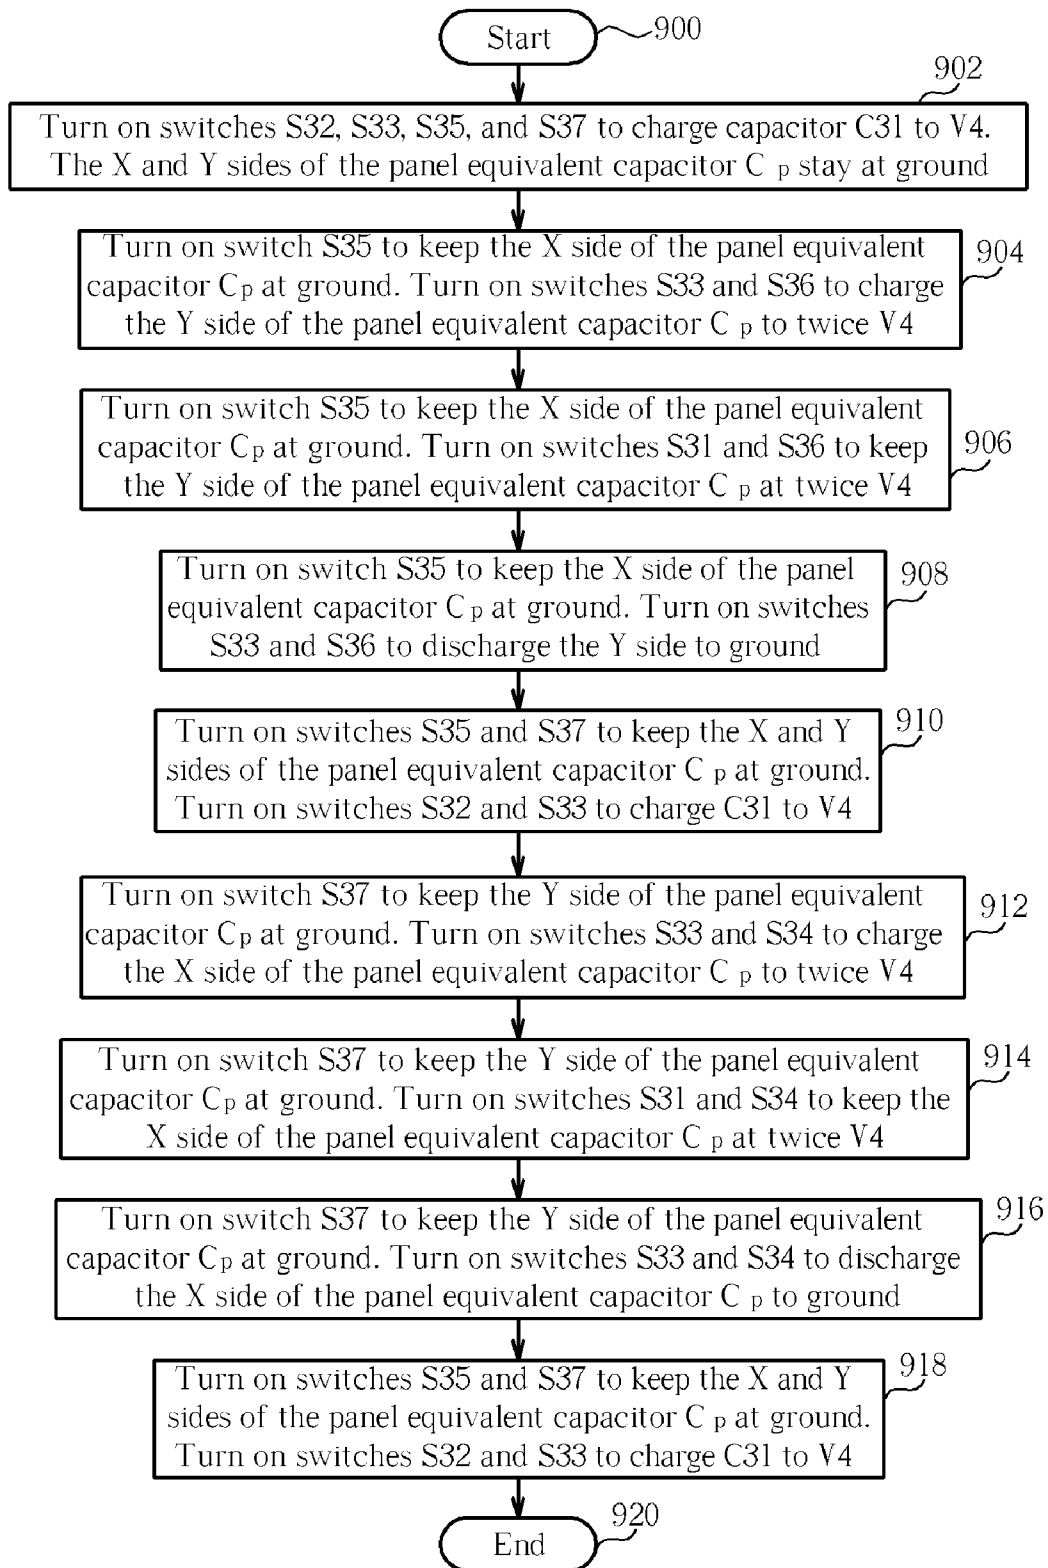 Start
900
902
Turn on switches S32, S33, S35, and S37 to charge capacitor C31 to V4.
The X and Y sides of the panel equivalent capacitor C p stay at ground
Turn on switch S35 to keep the X side of the panel equivalent
capacitor Cp at ground. Turn on switches S33 and S36 to charge
the Y side of the panel equivalent capacitor C p to twice V4
904
Turn on switch S35 to keep the X side of the panel equivalent
capacitor Cp at ground. Turn on switches S31 and S36 to keep
the Y side of the panel equivalent capacitor C p at twice V4
906
Turn on switch S35 to keep the X side of the panel
equivalent capacitor C p at ground. Turn on switches
S33 and S36 to discharge the Y side to ground
908
Turn on switches S35 and S37 to keep the X and Y
sides of the panel equivalent capacitor C p at ground.
Turn on switches S32 and S33 to charge C31 to V4
910
Turn on switch S37 to keep the Y side of the panel equivalent
capacitor Cp at ground. Turn on switches S33 and S34 to charge
the X side of the panel equivalent capacitor C p to twice V4
912
Turn on switch S37 to keep the Y side of the panel equivalent
capacitor Cp at ground. Turn on switches S31 and S34 to keep the
X side of the panel equivalent capacitor C p at twice V4
914
Turn on switch S37 to keep the Y side of the panel equivalent
capacitor Cp at ground. Turn on switches S33 and S34 to discharge
the X side of the panel equivalent capacitor C p to ground
916
Turn on switches S35 and S37 to keep the X and Y
sides of the panel equivalent capacitor C p at ground.
Turn on switches S32 and S33 to charge C31 to V4
918
End
920